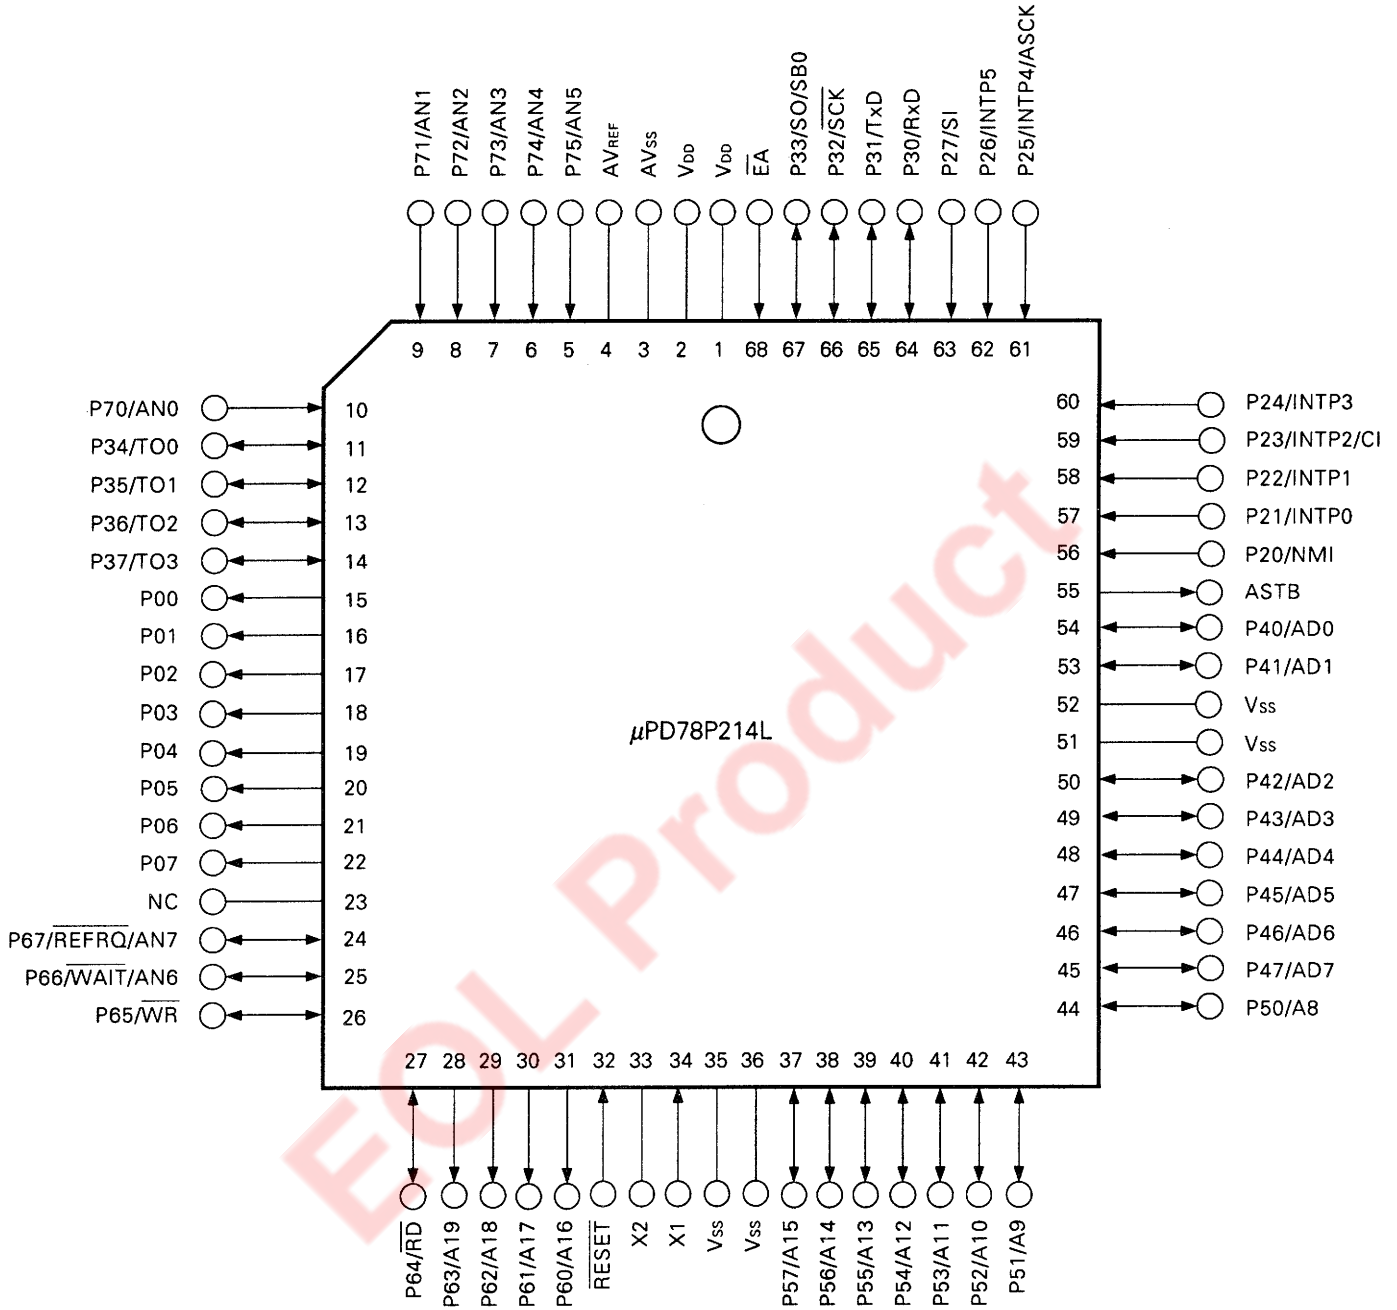 P71/AN1
P72/AN2
P73/AN3
P74/AN4
P75/AN5
AVREF
AVSS
VDD
VDD
EA
P33/SO/SB0
P32/SCK
P31/TxD
P30/RxD
P27/SI
P26/INTP5
P25/INTP4/ASCK
9 8 7 6 5 4 3 2 1 68 67 66 65 64 63 62 61
P70/AN0 10
P34/TO0 11
P35/TO1 12
P36/TO2 13
P37/TO3 14
P00 15
P01 16
P02 17
P03 18
P04 19
P05 20
P06 21
P07 22
NC 23
P67/REFRQ/AN7 24
P66/WAIT/AN6 25
P65/WR 26
μPD78P214L
EOL Product
60 P24/INTP3
59 P23/INTP2/CI
58 P22/INTP1
57 P21/INTP0
56 P20/NMI
55 ASTB
54 P40/AD0
53 P41/AD1
52 Vss
51 Vss
50 P42/AD2
49 P43/AD3
48 P44/AD4
47 P45/AD5
46 P46/AD6
45 P47/AD7
44 P50/A8
27 28 29 30 31 32 33 34 35 36 37 38 39 40 41 42 43
P64/RD
P63/A19
P62/A18
P61/A17
P60/A16
RESET
X2
X1
Vss
Vss
P57/A15
P56/A14
P55/A13
P54/A12
P53/A11
P52/A10
P51/A9